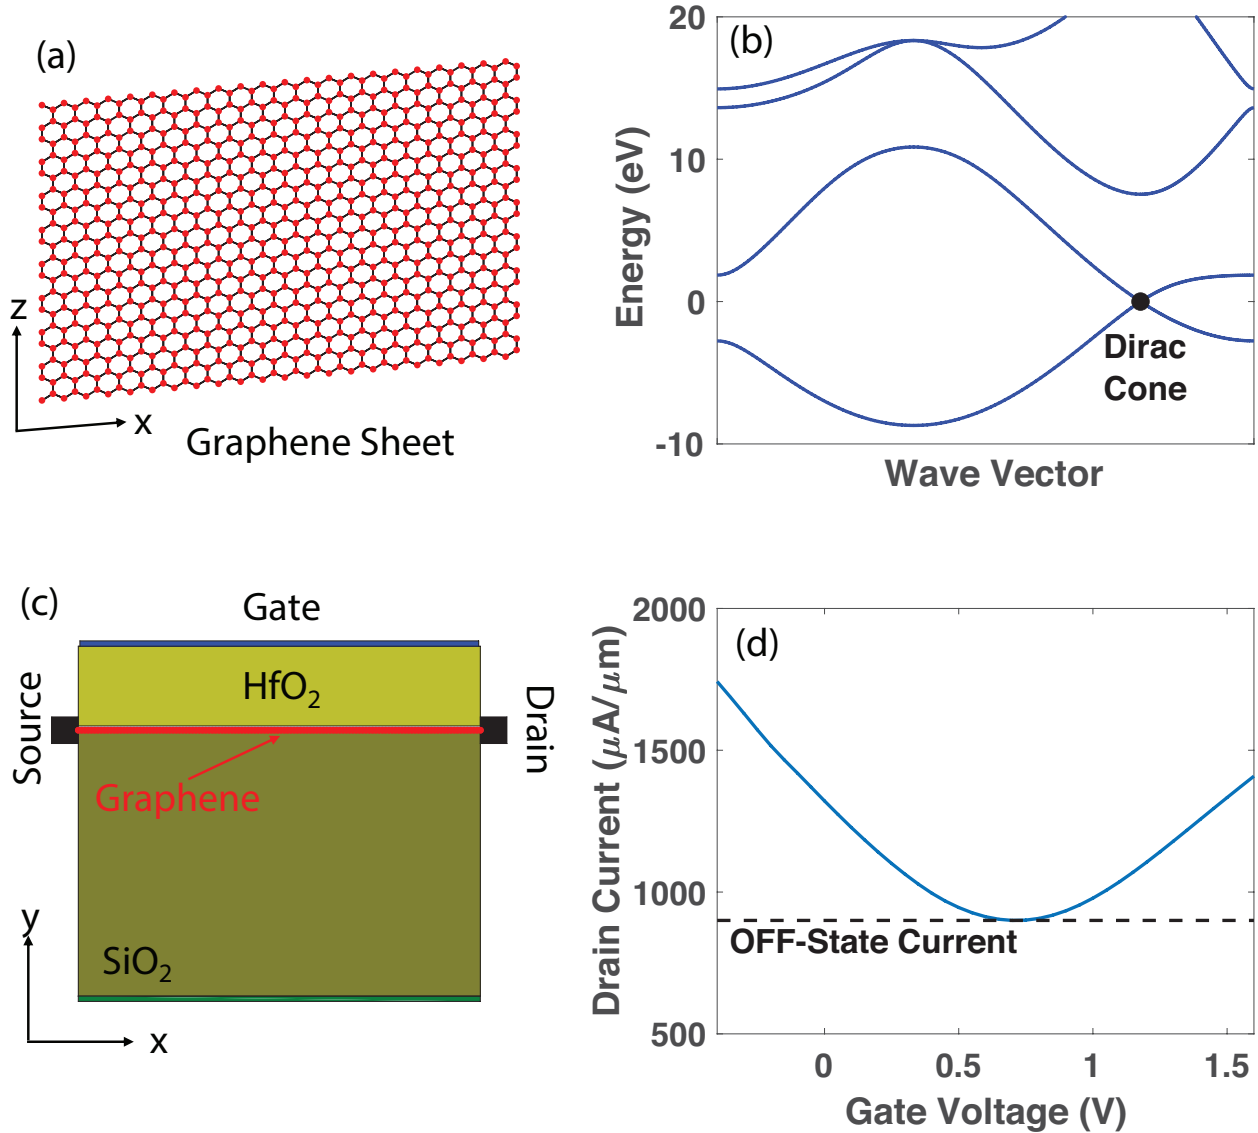 (a)
z
x
Graphene Sheet
(b)
20
10
0
-10
Energy (eV)
Wave Vector
Dirac
Cone
(c)
Gate
HfO2
Source
Drain
Graphene
y
SiO2
x
(d)
2000
1500
1000
500
Drain Current (μA/μm)
OFF-State Current
0
0.5
1
1.5
Gate Voltage (V)